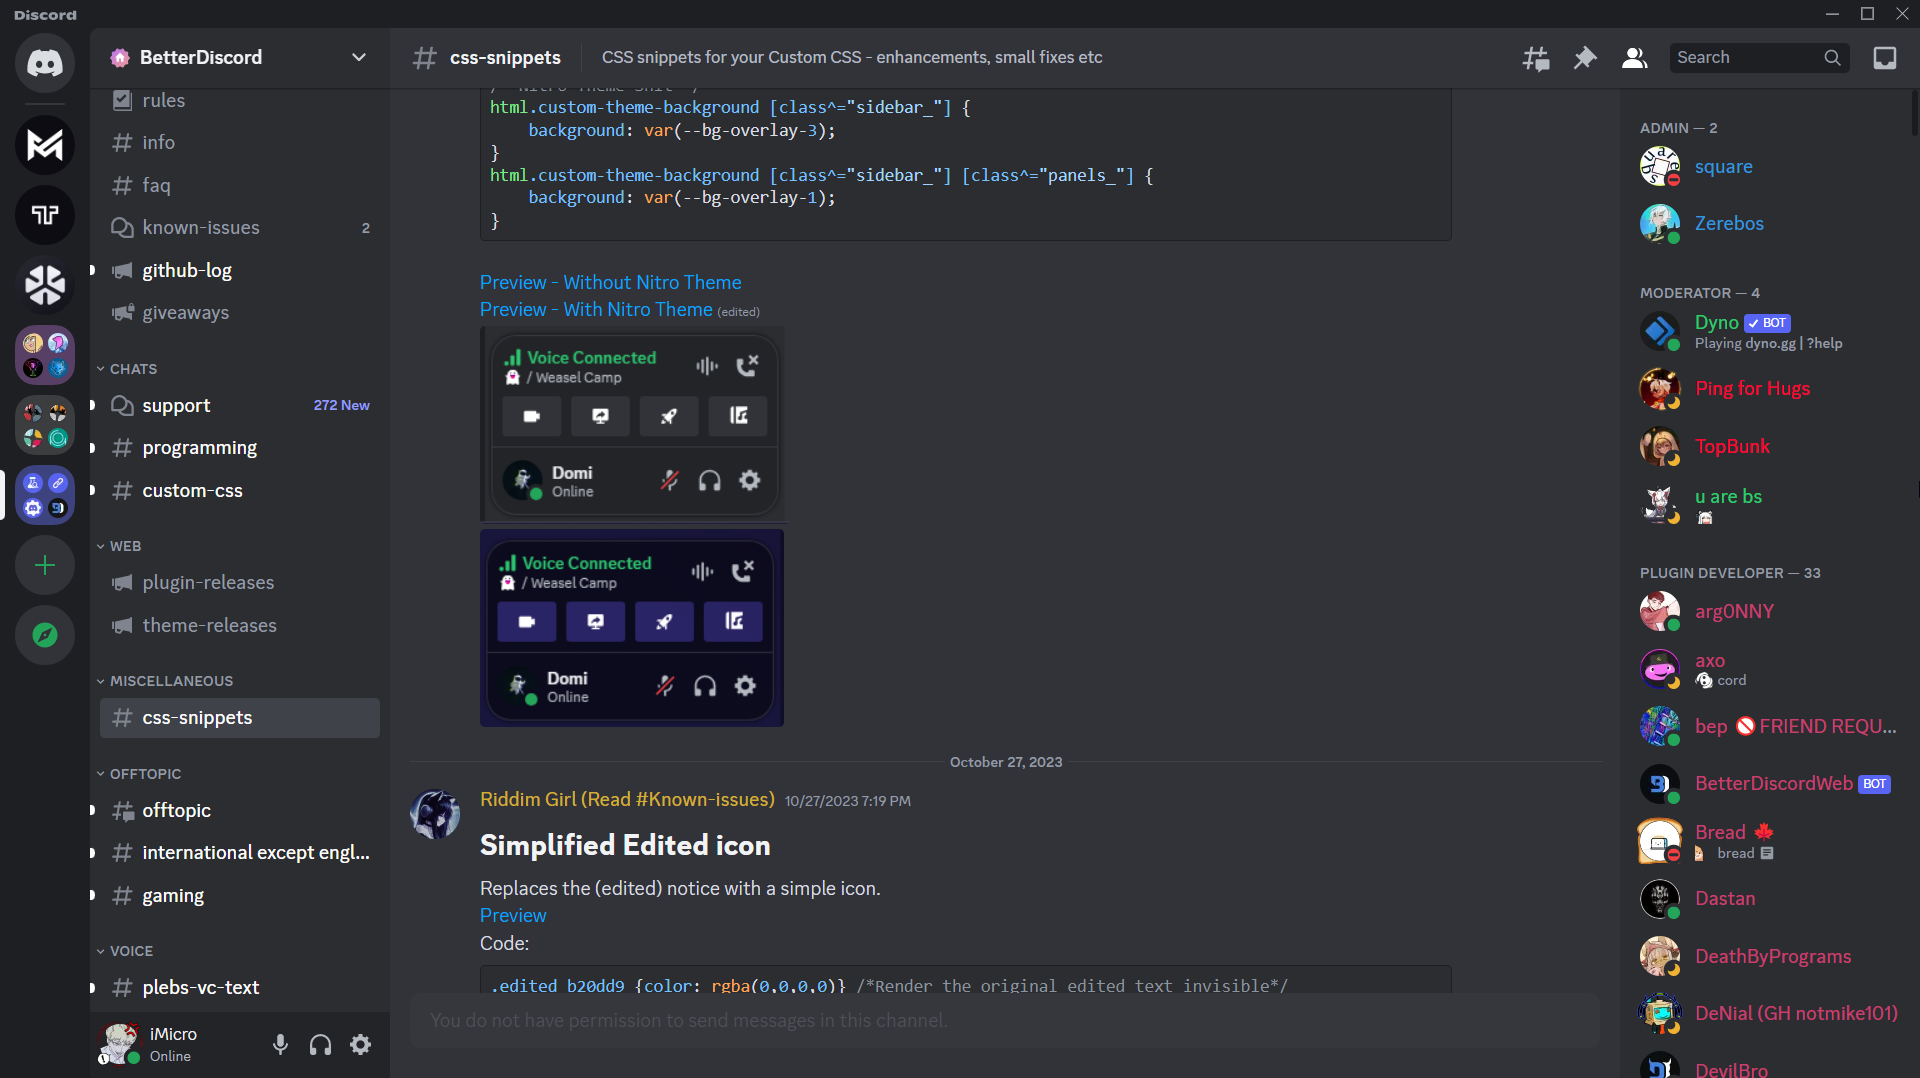 Discord
BetterDiscord
rules
info
faq
known-issues 2
github-log
giveaways
CHATS
support 272 New
programming
custom-css
WEB
plugin-releases
theme-releases
MISCELLANEOUS
css-snippets
OFFTOPIC
offtopic
international except engl...
gaming
VOICE
plebs-vc-text
iMicro
Online
css-snippets
CSS snippets for your Custom CSS - enhancements, small fixes etc
Search
html.custom-theme-background [class^="sidebar_"] {
background: var(--bg-overlay-3);
}
html.custom-theme-background [class^="sidebar_"] [class^="panels_"] {
background: var(--bg-overlay-1);
}
Preview - Without Nitro Theme
Preview - With Nitro Theme (edited)
Voice Connected
/ Weasel Camp
Domi
Online
Voice Connected
/ Weasel Camp
Domi
Online
October 27, 2023
Riddim Girl (Read #Known-issues) 10/27/2023 7:19 PM
Simplified Edited icon
Replaces the (edited) notice with a simple icon.
Preview
Code:
.edited_b20dd9 {color: rgba(0,0,0,0)} /*Render the original edited text invisible*/
You do not have permission to send messages in this channel.
ADMIN — 2
square
Zerebos
MODERATOR — 4
Dyno BOT
Playing dyno.gg | ?help
Ping for Hugs
TopBunk
u are bs
PLUGIN DEVELOPER — 33
arg0NNY
axo
cord
bep 🚫 FRIEND REQU...
BetterDiscordWeb BOT
Bread 🍁
bread
Dastan
DeathByPrograms
DeNial (GH notmike101)
DevilBro